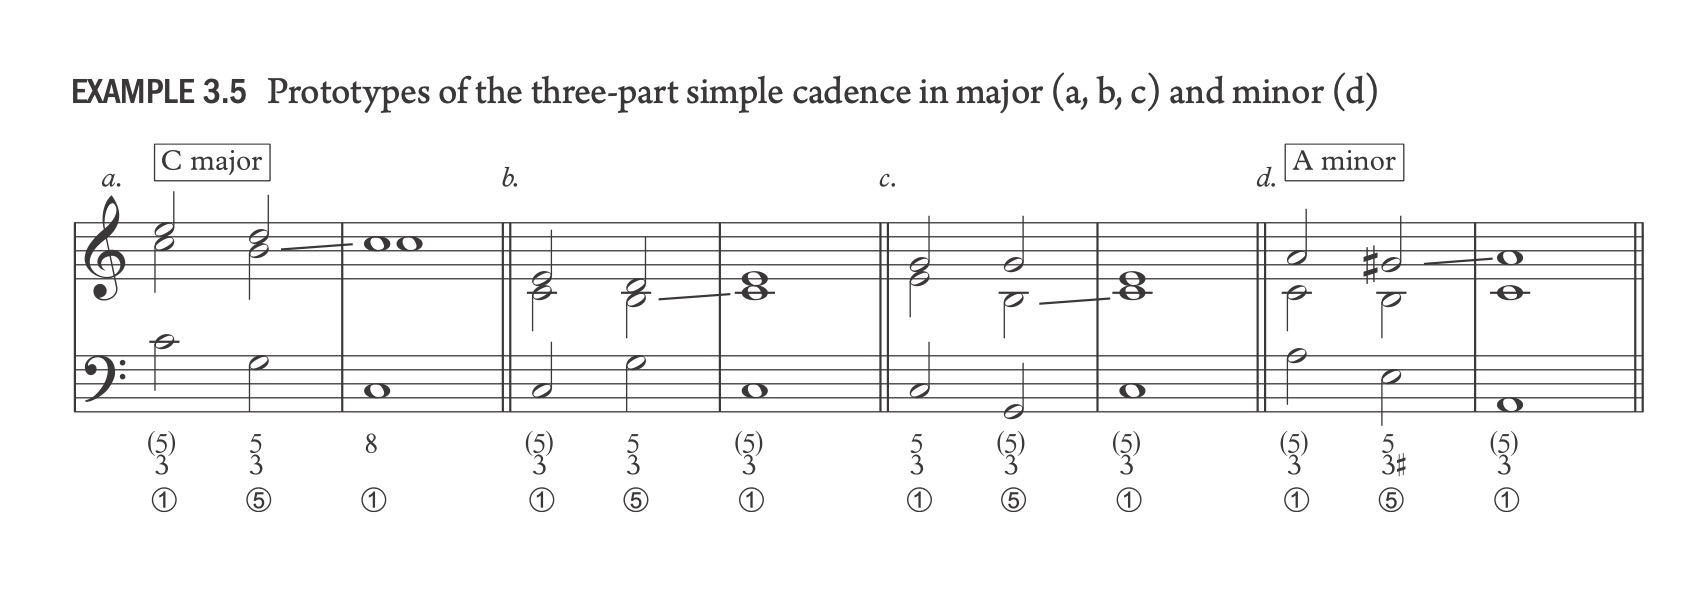 EXAMPLE 3.5 Prototypes of the three-part simple cadence in major (a, b, c) and minor (d)
a. C major b. c. d. A minor
(5) 5 8 (5) 5 (5) 5 (5) (5) (5) 5 (5)
3 3 3 3 3 3 3 3 3 3♯ 3
① ⑤ ① ① ⑤ ① ① ⑤ ① ① ⑤ ①